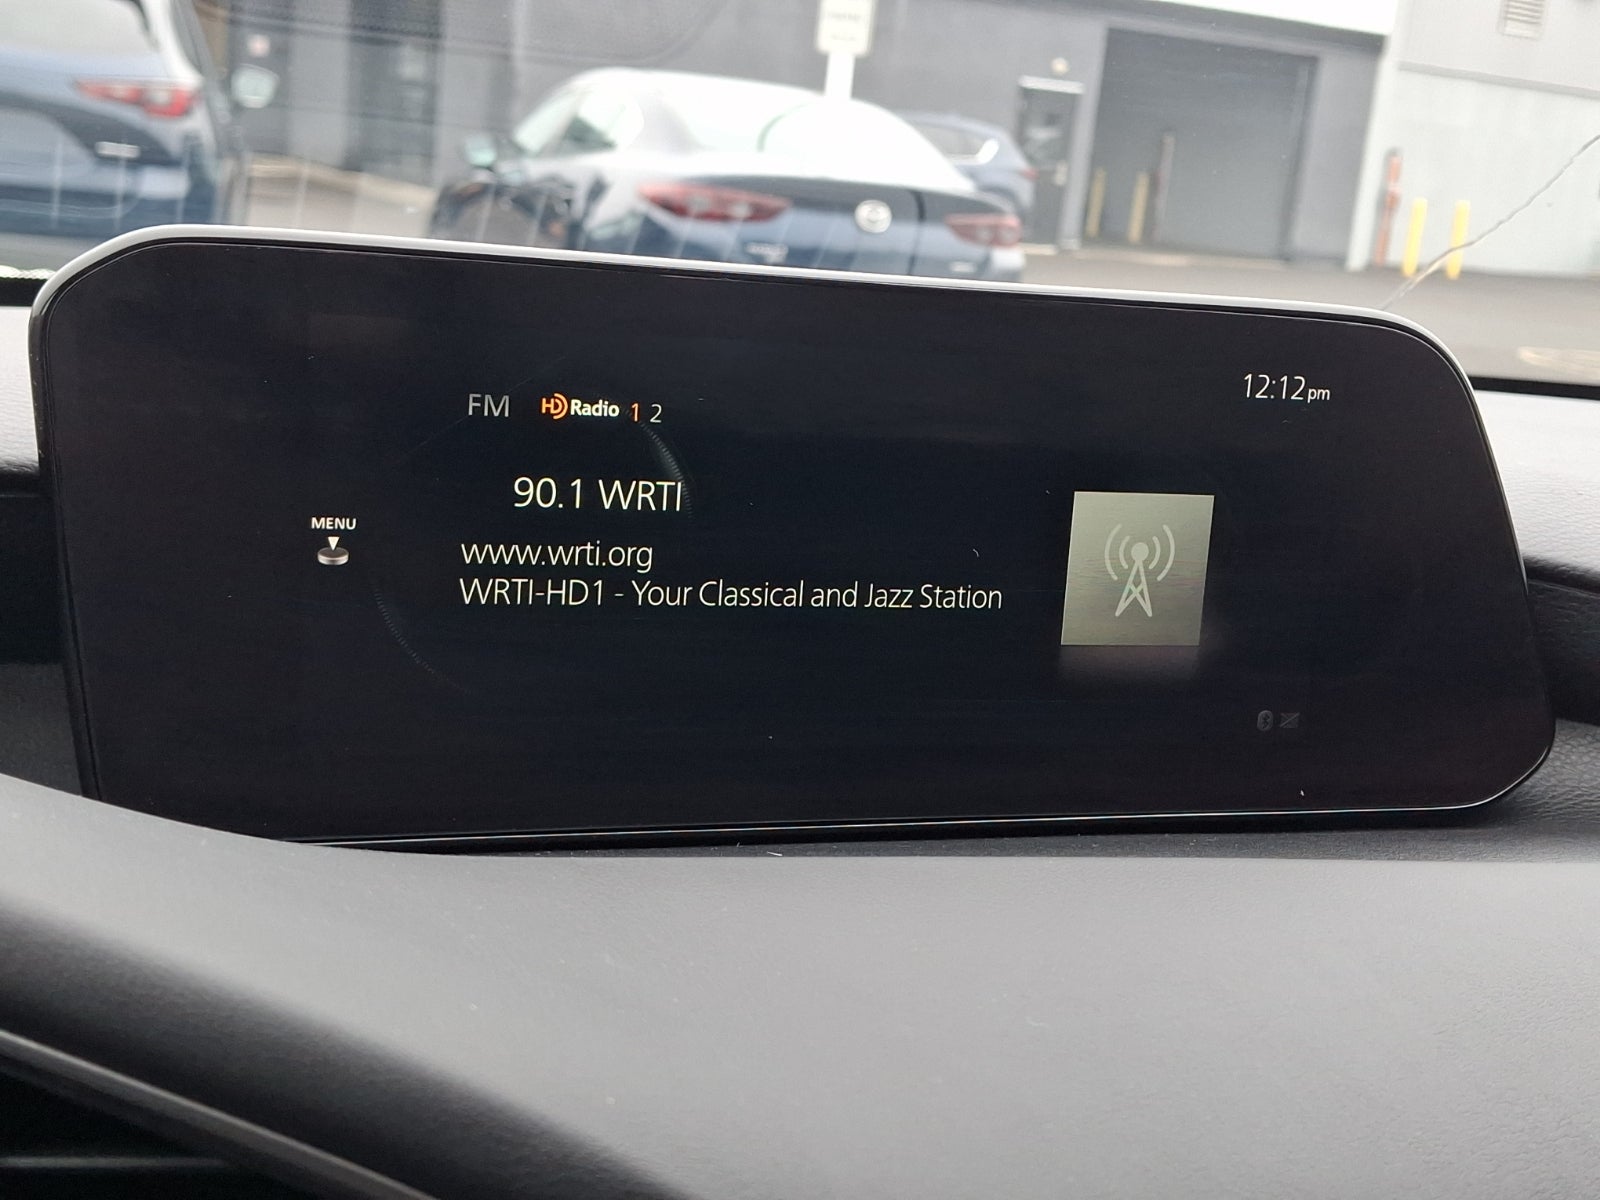 12:12pm
FM HD Radio 1 2
90.1 WRTI
MENU
www.wrti.org
WRTI-HD1 - Your Classical and Jazz Station